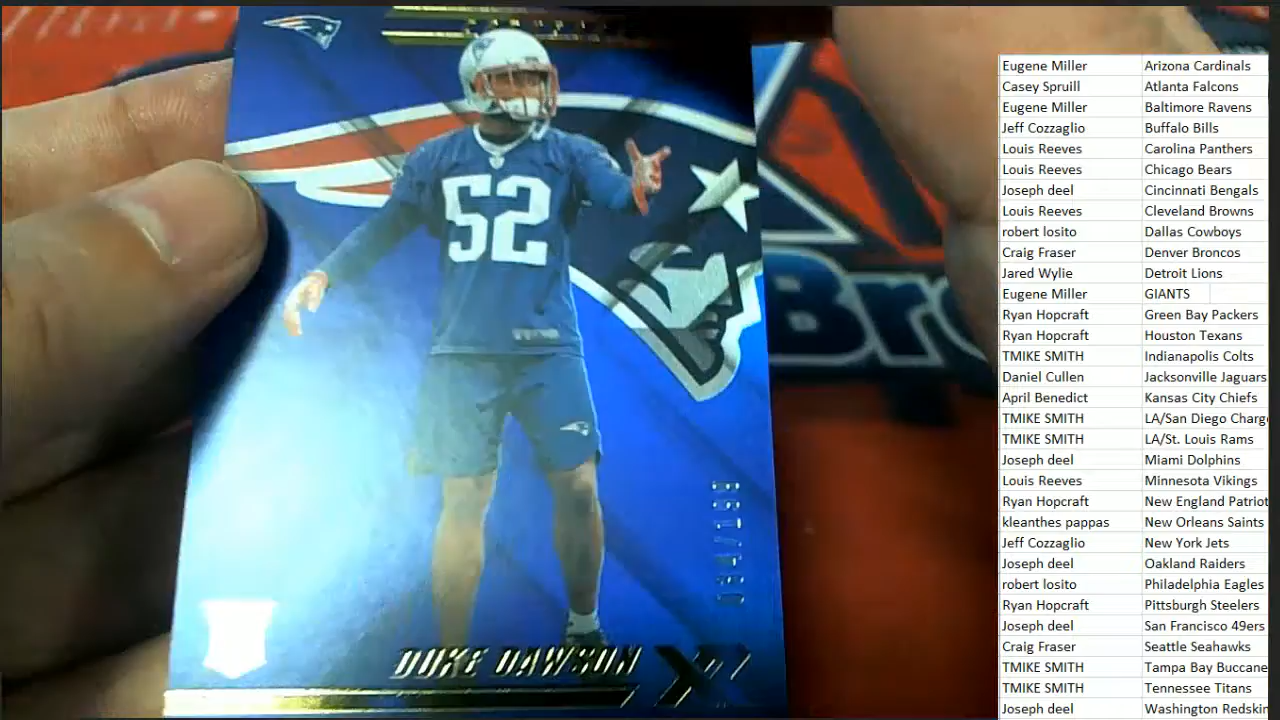 52
DUKE DAWSON
Bro
Eugene Miller Arizona Cardinals
Casey Spruill Atlanta Falcons
Eugene Miller Baltimore Ravens
Jeff Cozzaglio Buffalo Bills
Louis Reeves Carolina Panthers
Louis Reeves Chicago Bears
Joseph deel Cincinnati Bengals
Louis Reeves Cleveland Browns
robert losito Dallas Cowboys
Craig Fraser Denver Broncos
Jared Wylie Detroit Lions
Eugene Miller GIANTS
Ryan Hopcraft Green Bay Packers
Ryan Hopcraft Houston Texans
TMIKE SMITH Indianapolis Colts
Daniel Cullen Jacksonville Jaguars
April Benedict Kansas City Chiefs
TMIKE SMITH LA/San Diego Charg
TMIKE SMITH LA/St. Louis Rams
Joseph deel Miami Dolphins
Louis Reeves Minnesota Vikings
Ryan Hopcraft New England Patriot
kleanthes pappas New Orleans Saints
Jeff Cozzaglio New York Jets
Joseph deel Oakland Raiders
robert losito Philadelphia Eagles
Ryan Hopcraft Pittsburgh Steelers
Joseph deel San Francisco 49ers
Craig Fraser Seattle Seahawks
TMIKE SMITH Tampa Bay Buccane
TMIKE SMITH Tennessee Titans
Joseph deel Washington Redskin